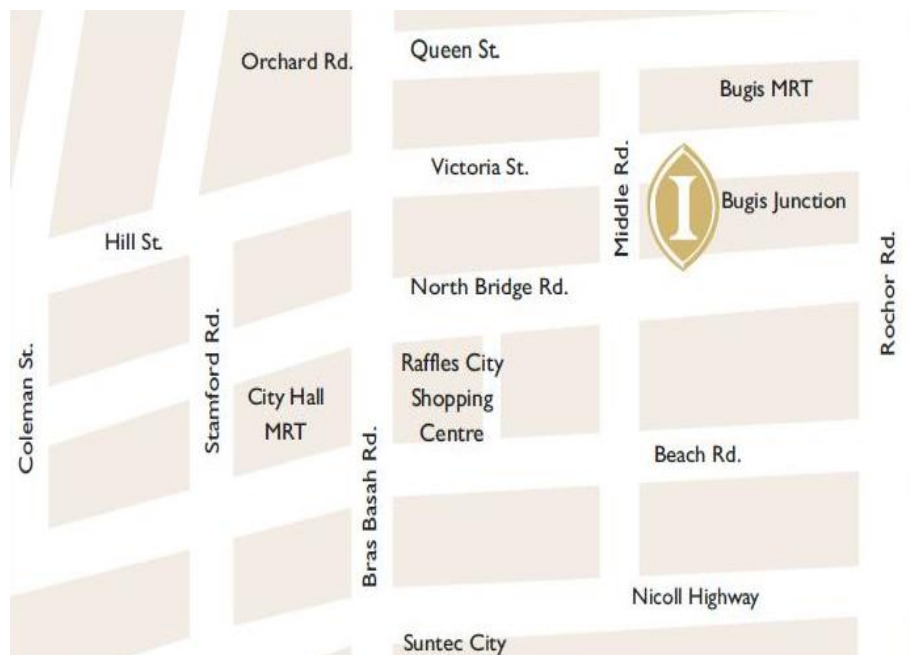 Queen St.
Orchard Rd.
Bugis MRT
Victoria St.
Middle Rd.
I
Bugis Junction
Hill St.
Rochor Rd.
North Bridge Rd.
Stamford Rd.
Coleman St.
Raffles City
Shopping
Centre
City Hall
MRT
Bras Basah Rd.
Beach Rd.
Nicoll Highway
Suntec City